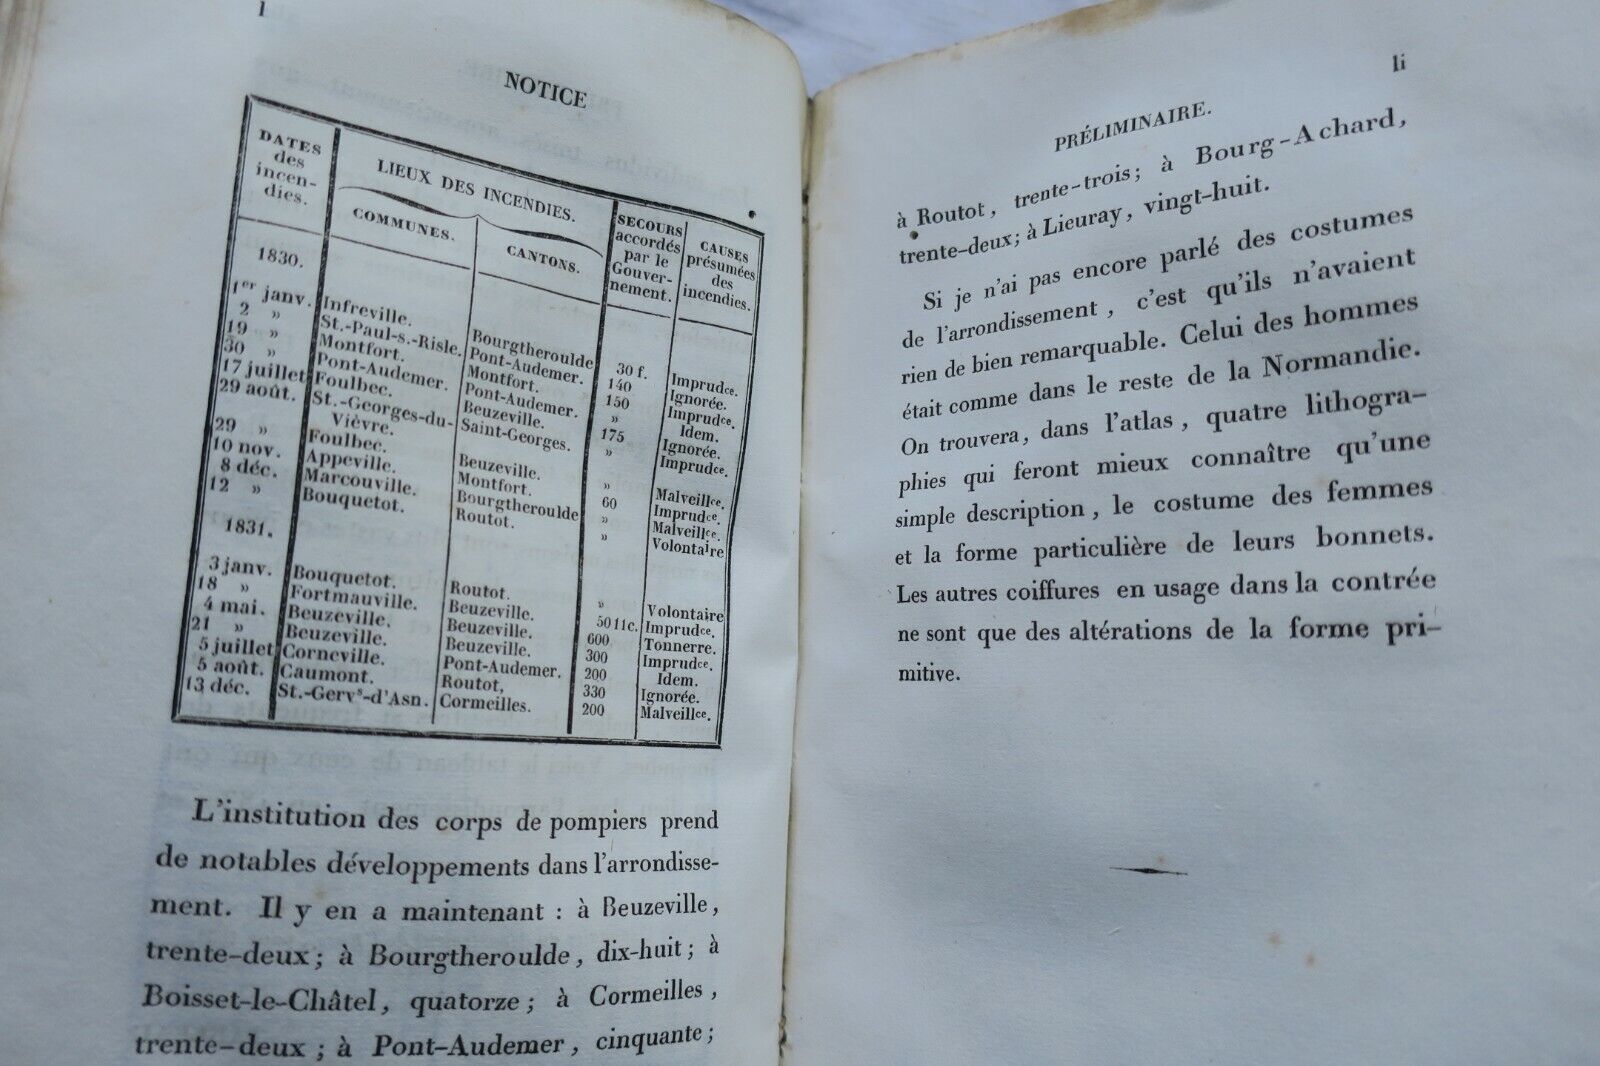 l
NOTICE
DATES des incen- dies. | LIEUX DES INCENDIES. | SECOURS accordés par le Gouver- nement. | CAUSES présumées des incendies.
COMMUNES. | CANTONS.
1830.
1er janv. | Infreville. | Bourgtheroulde | 30 f. | Imprudce.
2 » | St.-Paul-s.-Risle. | Pont-Audemer. | 140 | Ignorée.
19 » | Montfort. | Montfort. | 150 | Imprudce.
30 » | Pont-Audemer. | Pont-Audemer. | » | Idem.
17 juillet | Foulbec. | Beuzeville. | 175 | Ignorée.
29 août. | St.-Georges-du- Vièvre. | Saint-Georges. | » | Imprudce.
29 » | Foulbec. | Beuzeville. | » | Malveillce.
10 nov. | Appeville. | Montfort. | 60 | Imprudce.
8 déc. | Marcouville. | Bourgtheroulde | » | Malveillce.
12 » | Bouquetot. | Routot. | » | Volontaire
1831.
3 janv. | Bouquetot. | Routot. | » | Volontaire
18 » | Fortmauville. | Beuzeville. | 50 11c. | Imprudce.
4 mai. | Beuzeville. | Beuzeville. | 600 | Tonnerre.
21 » | Beuzeville. | Beuzeville. | 300 | Imprudce.
5 juillet | Corneville. | Pont-Audemer. | 200 | Idem.
5 août. | Caumont. | Routot, | 330 | Ignorée.
13 déc. | St.-Gervs-d'Asn. | Cormeilles. | 200 | Malveillce.
L'institution des corps de pompiers prend
de notables développements dans l'arrondisse-
ment. Il y en a maintenant : à Beuzeville,
trente-deux; à Bourgtheroulde, dix-huit; à
Boisset-le-Châtel, quatorze; à Cormeilles,
trente-deux; à Pont-Audemer, cinquante;
li
PRÉLIMINAIRE.
à Routot, trente-trois; à Bourg-Achard,
trente-deux; à Lieuray, vingt-huit.
Si je n'ai pas encore parlé des costumes
de l'arrondissement, c'est qu'ils n'avaient
rien de bien remarquable. Celui des hommes
était comme dans le reste de la Normandie.
On trouvera, dans l'atlas, quatre lithogra-
phies qui feront mieux connaître qu'une
simple description, le costume des femmes
et la forme particulière de leurs bonnets.
Les autres coiffures en usage dans la contrée
ne sont que des altérations de la forme pri-
mitive.